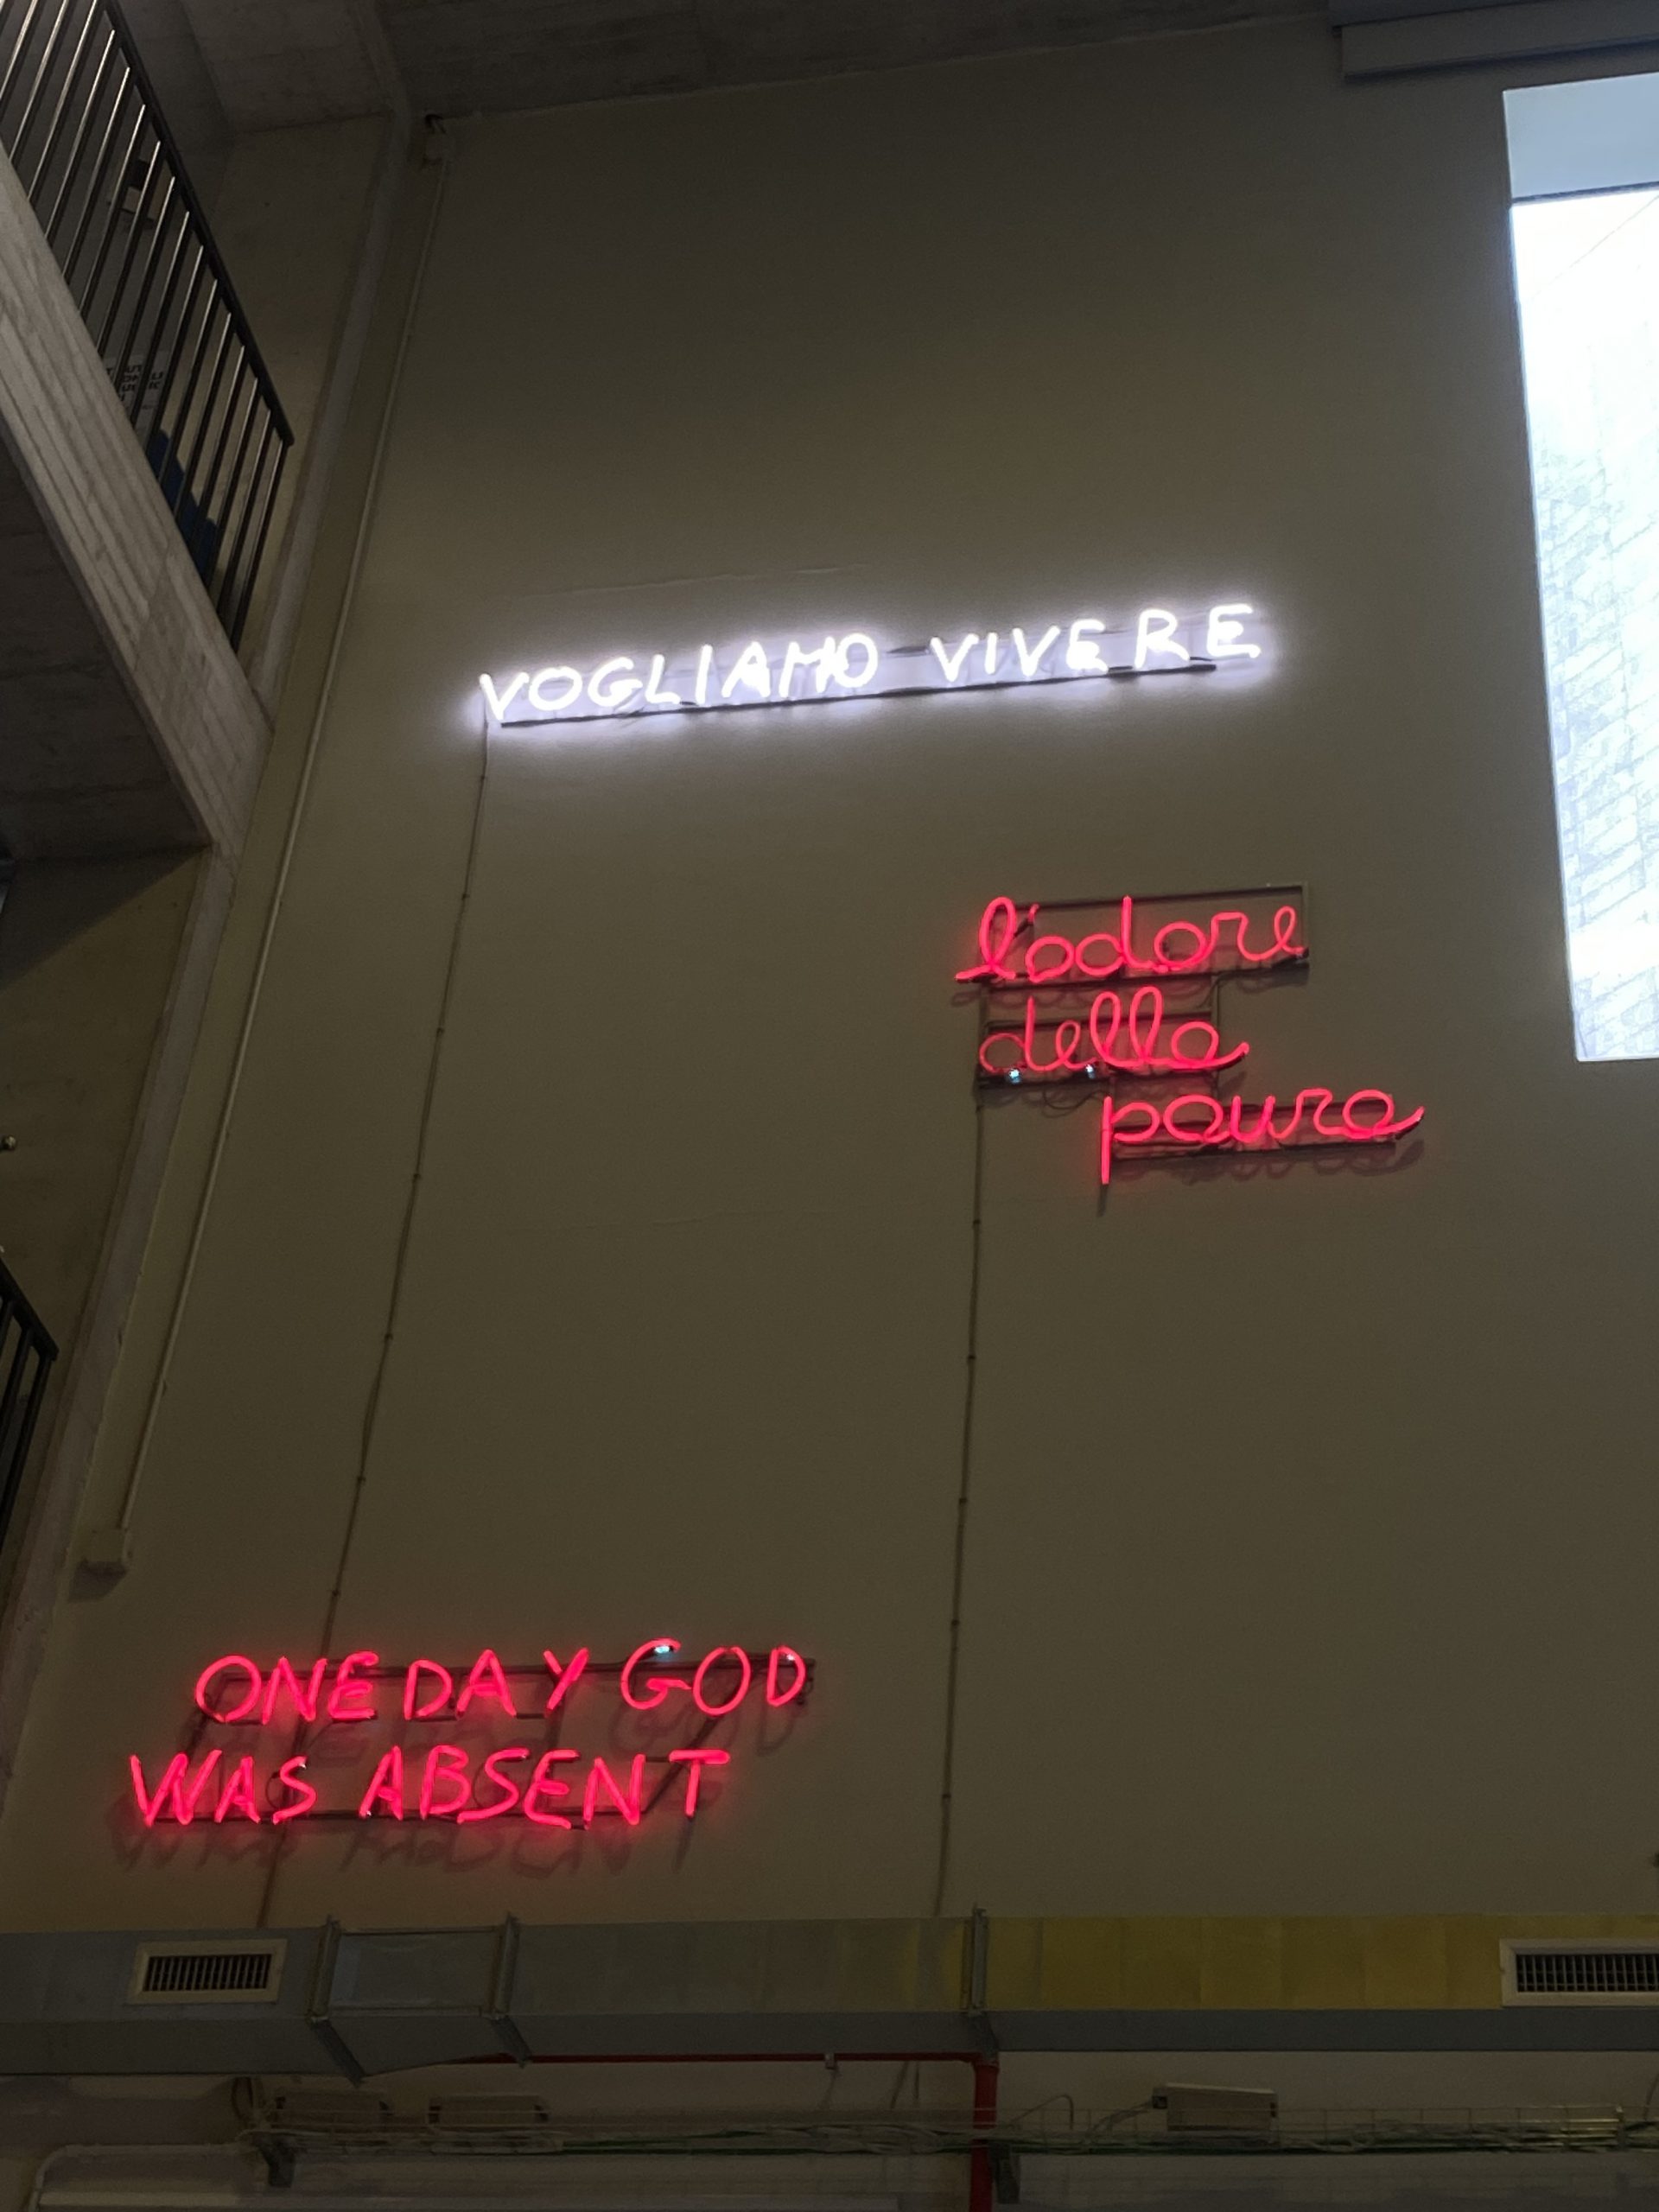 VOGLIAMO VIVERE
l'odore
della
paura
ONE DAY GOD
WAS ABSENT